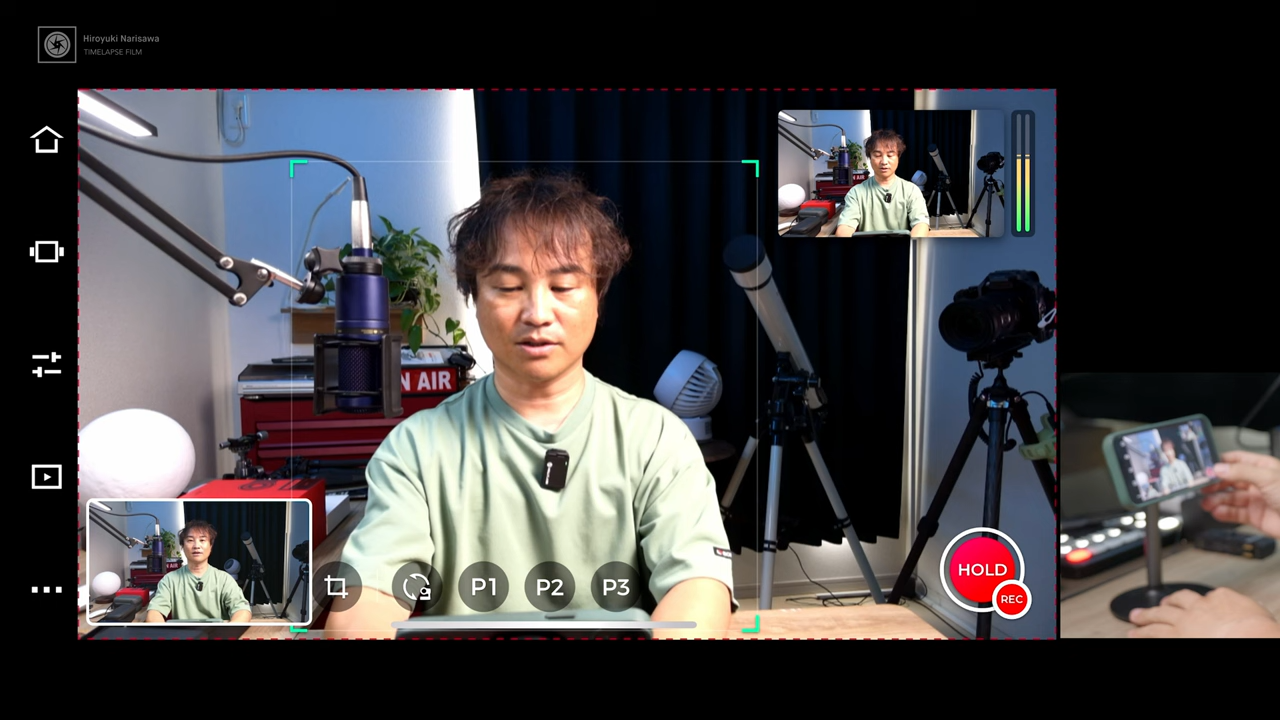 Hiroyuki Narisawa
TIMELAPSE FILM
N AIR
P1
P2
P3
HOLD
REC